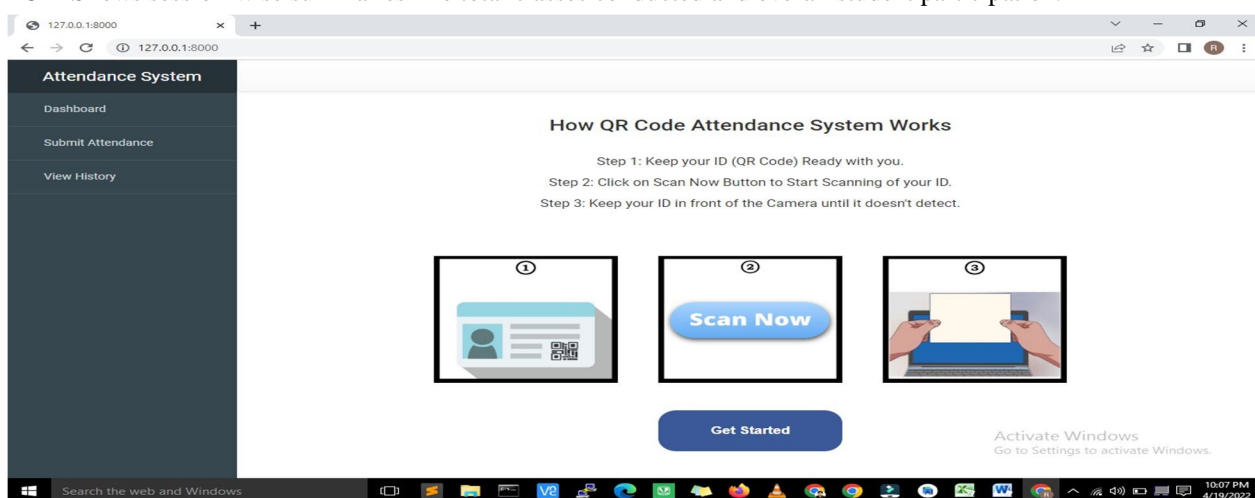 127.0.0.1:8000
127.0.0.1:8000
R
Attendance System
Dashboard
Submit Attendance
View History
How QR Code Attendance System Works
Step 1: Keep your ID (QR Code) Ready with you.
Step 2: Click on Scan Now Button to Start Scanning of your ID.
Step 3: Keep your ID in front of the Camera until it doesn't detect.
1
2
3
Scan Now
Get Started
Activate Windows
Go to Settings to activate Windows.
Search the web and Windows
10:07 PM
4/19/2022